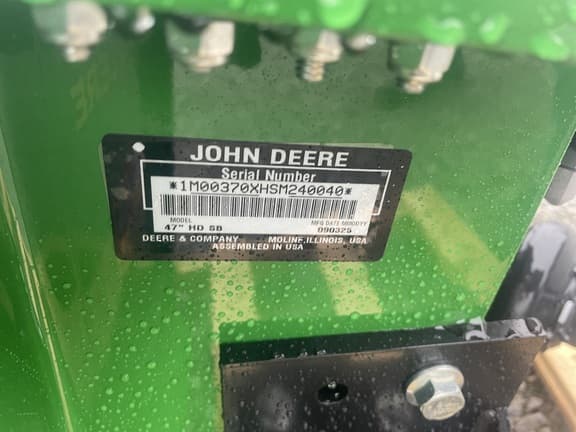 JOHN DEERE
Serial Number
*1M00370XHSM240040*
MODEL MFG DATE MMDDYY
47" HD SB 090325
DEERE & COMPANY MOLINE,ILLINOIS, USA
ASSEMBLED IN USA